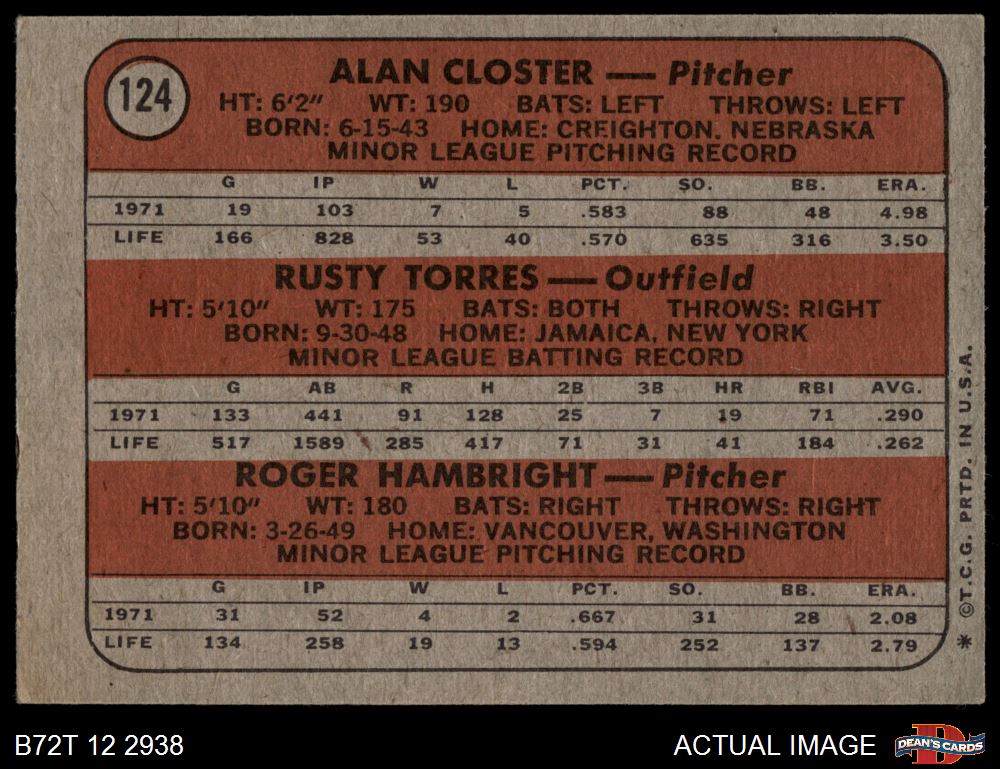 124
ALAN CLOSTER — Pitcher
HT: 6'2" WT: 190 BATS: LEFT THROWS: LEFT
BORN: 6-15-43 HOME: CREIGHTON, NEBRASKA
MINOR LEAGUE PITCHING RECORD
G IP W L PCT. SO. BB. ERA.
1971 19 103 7 5 .583 88 48 4.98
LIFE 166 828 53 40 .570 635 316 3.50
RUSTY TORRES — Outfield
HT: 5'10" WT: 175 BATS: BOTH THROWS: RIGHT
BORN: 9-30-48 HOME: JAMAICA, NEW YORK
MINOR LEAGUE BATTING RECORD
G AB R H 2B 3B HR RBI AVG.
1971 133 441 91 128 25 7 19 71 .290
LIFE 517 1589 285 417 71 31 41 184 .262
ROGER HAMBRIGHT — Pitcher
HT: 5'10" WT: 180 BATS: RIGHT THROWS: RIGHT
BORN: 3-26-49 HOME: VANCOUVER, WASHINGTON
MINOR LEAGUE PITCHING RECORD
G IP W L PCT. SO. BB. ERA.
1971 31 52 4 2 .667 31 28 2.08
LIFE 134 258 19 13 .594 252 137 2.79
* ©T.C.G. PRTD. IN U.S.A.
B72T 12 2938
ACTUAL IMAGE
D
DEAN'S CARDS